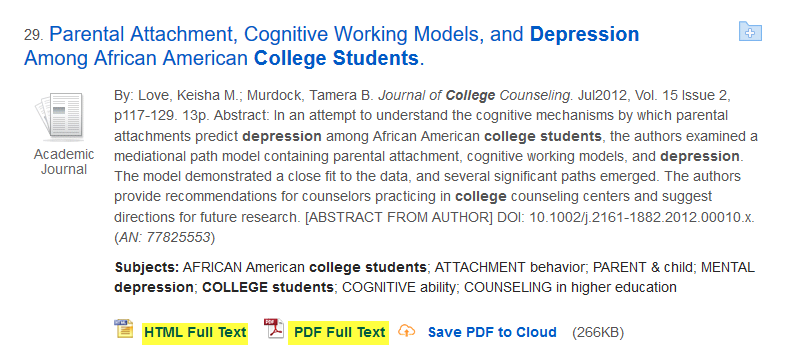 29. Parental Attachment, Cognitive Working Models, and Depression
Among African American College Students.
Academic
Journal
By: Love, Keisha M.; Murdock, Tamera B. Journal of College Counseling. Jul2012, Vol. 15 Issue 2,
p117-129. 13p. Abstract: In an attempt to understand the cognitive mechanisms by which parental
attachments predict depression among African American college students, the authors examined a
mediational path model containing parental attachment, cognitive working models, and depression.
The model demonstrated a close fit to the data, and several significant paths emerged. The authors
provide recommendations for counselors practicing in college counseling centers and suggest
directions for future research. [ABSTRACT FROM AUTHOR] DOI: 10.1002/j.2161-1882.2012.00010.x.
(AN: 77825553)
Subjects: AFRICAN American college students; ATTACHMENT behavior; PARENT & child; MENTAL
depression; COLLEGE students; COGNITIVE ability; COUNSELING in higher education
HTML Full Text PDF Full Text Save PDF to Cloud (266KB)